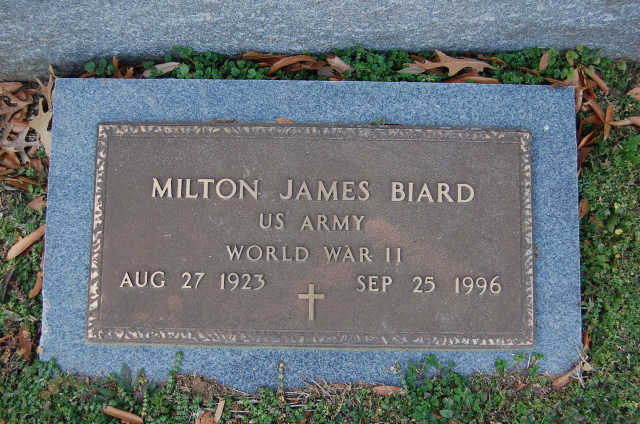 MILTON JAMES BIARD
US ARMY
WORLD WAR II
AUG 27 1923 SEP 25 1996